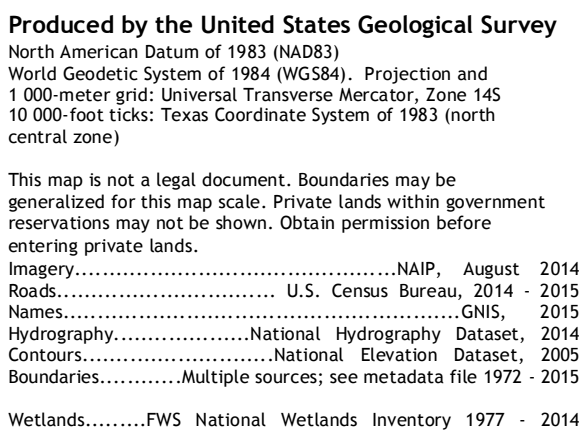 Produced by the United States Geological Survey
North American Datum of 1983 (NAD83)
World Geodetic System of 1984 (WGS84). Projection and
1 000-meter grid: Universal Transverse Mercator, Zone 14S
10 000-foot ticks: Texas Coordinate System of 1983 (north
central zone)
This map is not a legal document. Boundaries may be
generalized for this map scale. Private lands within government
reservations may not be shown. Obtain permission before
entering private lands.
Imagery.............................................NAIP, August 2014
Roads.............................. U.S. Census Bureau, 2014 - 2015
Names........................................................GNIS, 2015
Hydrography...................National Hydrography Dataset, 2014
Contours...........................National Elevation Dataset, 2005
Boundaries............Multiple sources; see metadata file 1972 - 2015
Wetlands.........FWS National Wetlands Inventory 1977 - 2014